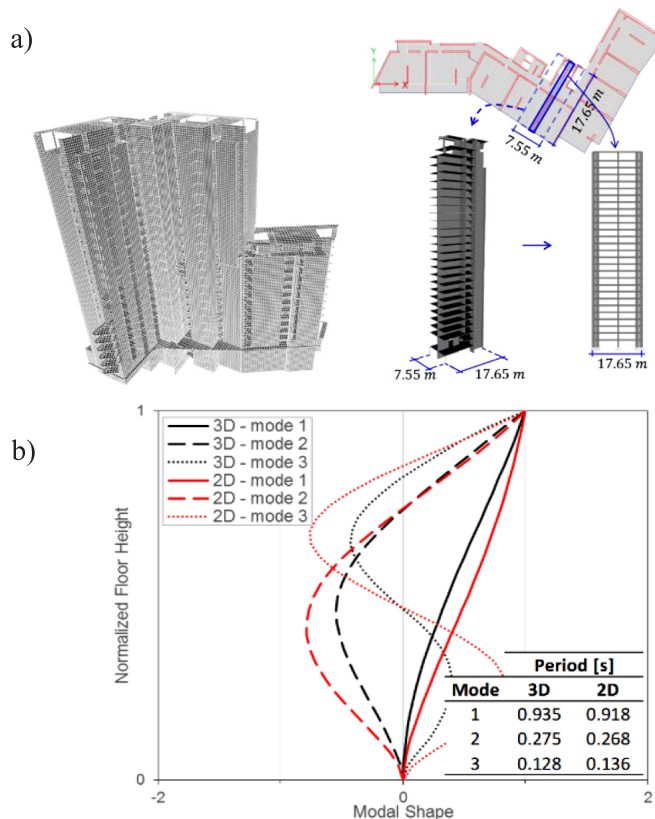 a)
Y
X
17.65 m
7.55 m
7.55 m
17.65 m
17.65 m
b)
1
3D - mode 1
3D - mode 2
3D - mode 3
2D - mode 1
2D - mode 2
2D - mode 3
Normalized Floor Height
Period [s]
Mode 3D 2D
1 0.935 0.918
2 0.275 0.268
3 0.128 0.136
0
-2 0 2
Modal Shape